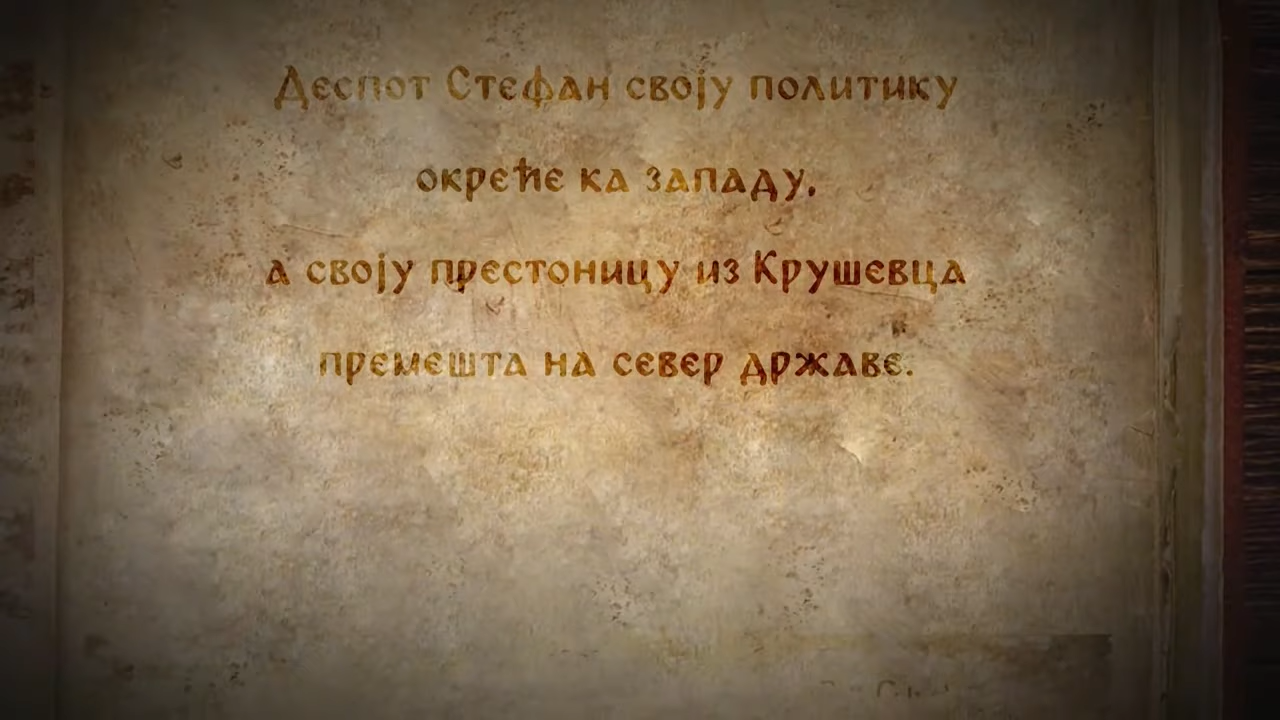 Деспот Стефан своју политику
окреће ка западу,
а своју престоницу из Крушевца
премешта на север државе.